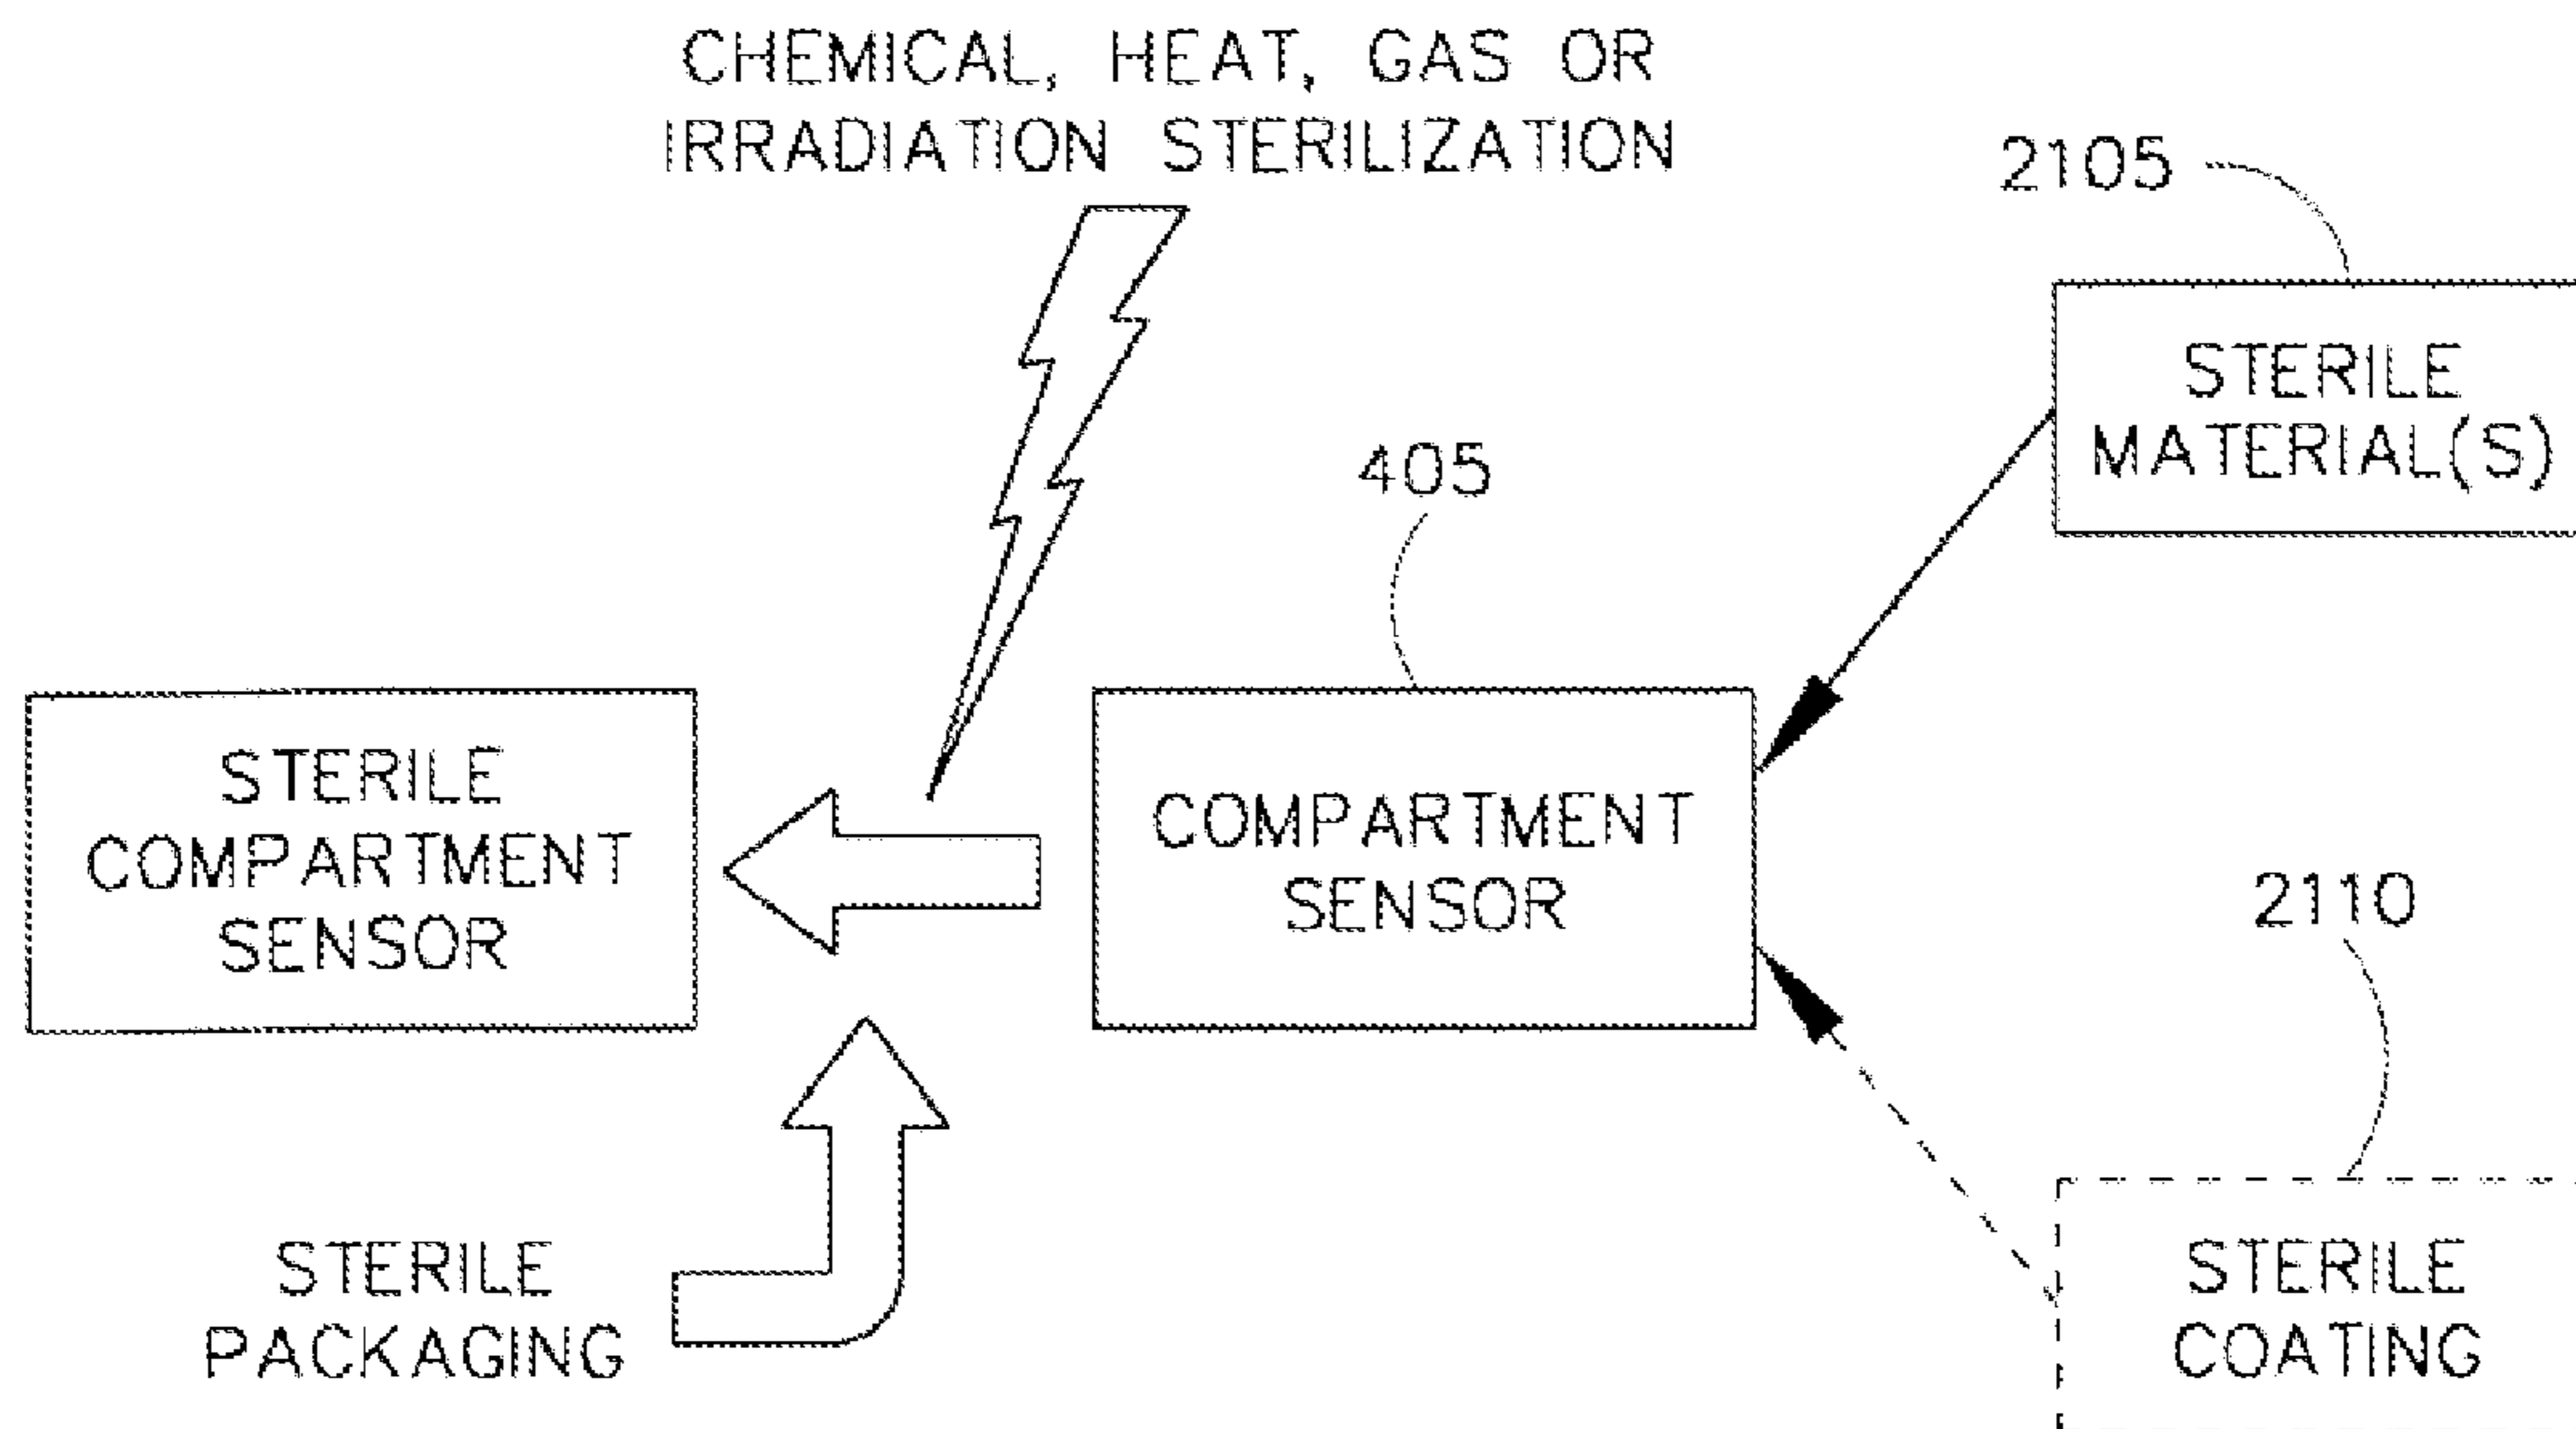 CHEMICAL, HEAT, GAS OR
IRRADIATION STERILIZATION
2105
STERILE
MATERIAL(S)
405
STERILE
COMPARTMENT
SENSOR
COMPARTMENT
SENSOR
2110
STERILE
PACKAGING
STERILE
COATING